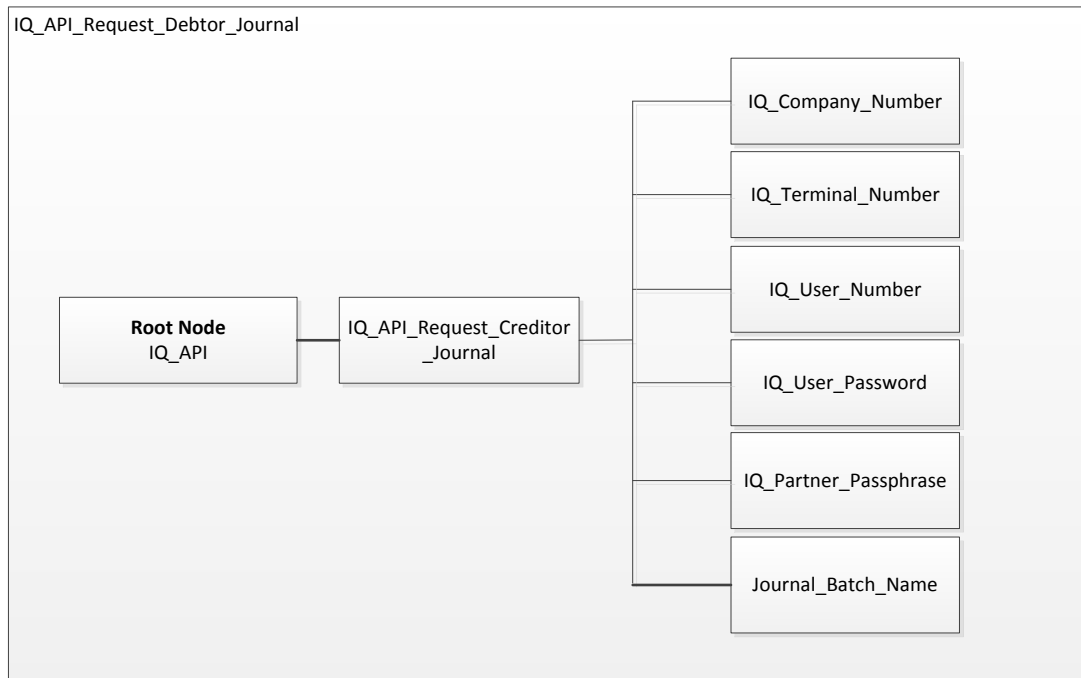 IQ_API_Request_Debtor_Journal
IQ_Company_Number
IQ_Terminal_Number
IQ_User_Number
Root Node
IQ_API
IQ_API_Request_Creditor
_Journal
IQ_User_Password
IQ_Partner_Passphrase
Journal_Batch_Name